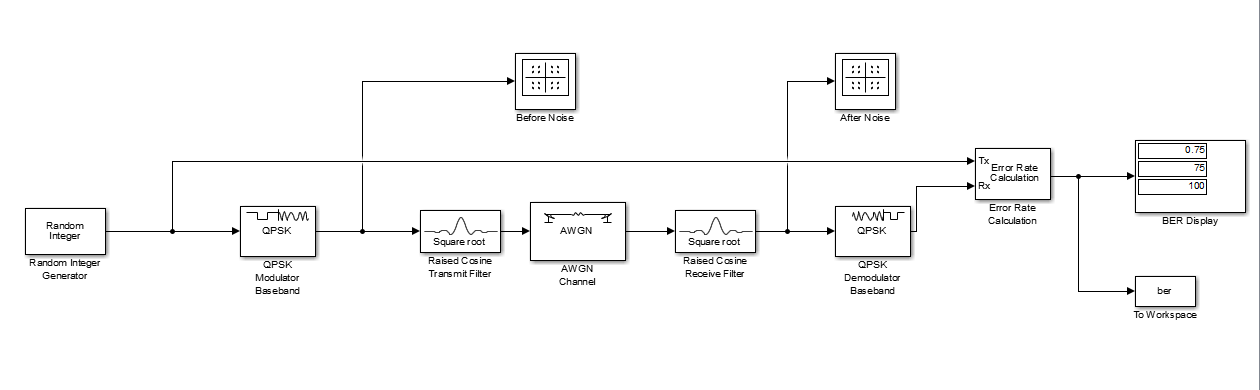 Before Noise
After Noise
Tx
Error Rate
Calculation
Rx
Error Rate
Calculation
0.75
75
100
BER Display
Random
Integer
Random Integer
Generator
QPSK
QPSK
Modulator
Baseband
Square root
Raised Cosine
Transmit Filter
AWGN
AWGN
Channel
Square root
Raised Cosine
Receive Filter
QPSK
QPSK
Demodulator
Baseband
ber
To Workspace